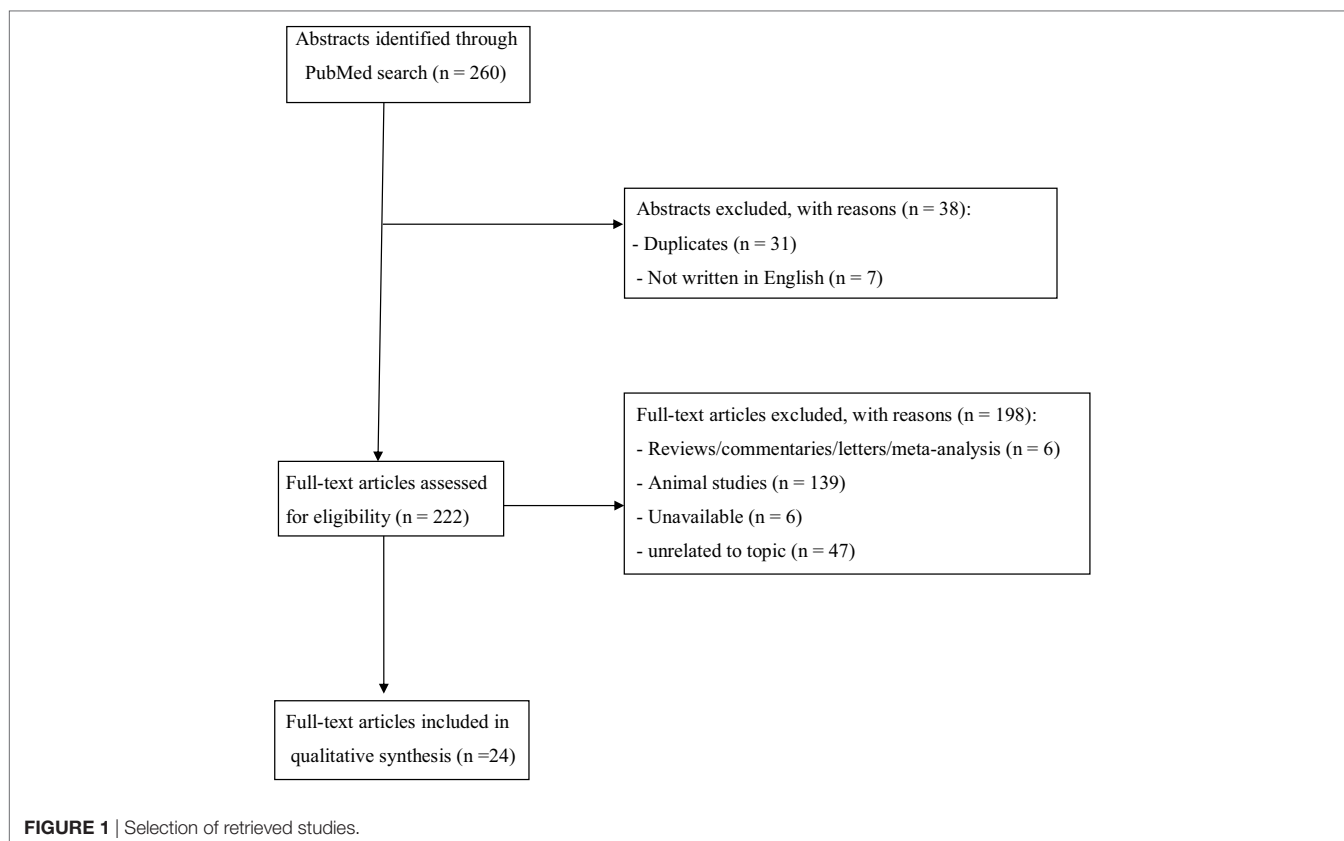 Abstracts identified through
PubMed search (n = 260)
Abstracts excluded, with reasons (n = 38):
- Duplicates (n = 31)
- Not written in English (n = 7)
Full-text articles excluded, with reasons (n = 198):
- Reviews/commentaries/letters/meta-analysis (n = 6)
- Animal studies (n = 139)
- Unavailable (n = 6)
- unrelated to topic (n = 47)
Full-text articles assessed
for eligibility (n = 222)
Full-text articles included in
qualitative synthesis (n =24)
FIGURE 1 | Selection of retrieved studies.